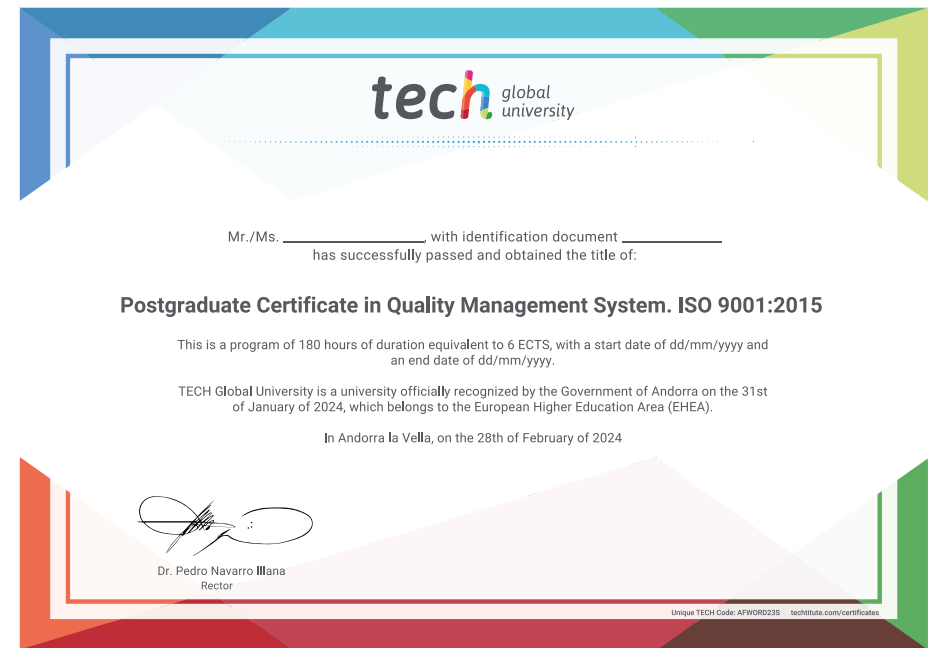 tech global university
Mr./Ms. ____________, with identification document ____________
has successfully passed and obtained the title of:
Postgraduate Certificate in Quality Management System. ISO 9001:2015
This is a program of 180 hours of duration equivalent to 6 ECTS, with a start date of dd/mm/yyyy and
an end date of dd/mm/yyyy.
TECH Global University is a university officially recognized by the Government of Andorra on the 31st
of January of 2024, which belongs to the European Higher Education Area (EHEA).
In Andorra la Vella, on the 28th of February of 2024
Dr. Pedro Navarro Illana
Rector
Unique TECH Code: AFWORD23S techtitute.com/certificates